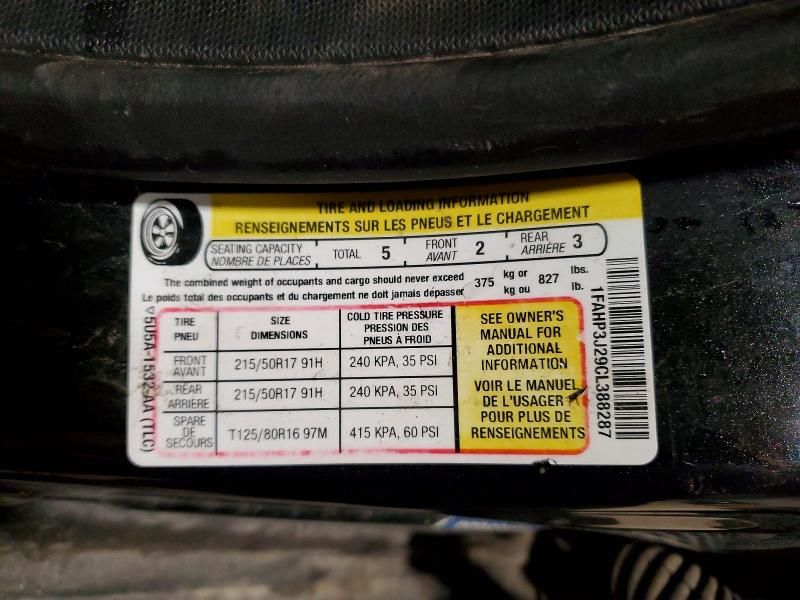 TIRE AND LOADING INFORMATION
RENSEIGNEMENTS SUR LES PNEUS ET LE CHARGEMENT
SEATING CAPACITY
NOMBRE DE PLACES
TOTAL 5
FRONT
AVANT 2
REAR
ARRIÈRE 3
The combined weight of occupants and cargo should never exceed 375 kg or 827 lbs.
Le poids total des occupants et du chargement ne doit jamais dépasser kg ou lb.
TIRE
PNEU
SIZE
DIMENSIONS
COLD TIRE PRESSURE
PRESSION DES
PNEUS À FROID
FRONT
AVANT
215/50R17 91H
240 KPA, 35 PSI
REAR
ARRIÈRE
215/50R17 91H
240 KPA, 35 PSI
SPARE
DE
SECOURS
T125/80R16 97M
415 KPA, 60 PSI
SEE OWNER'S
MANUAL FOR
ADDITIONAL
INFORMATION
VOIR LE MANUEL
DE L'USAGER
POUR PLUS DE
RENSEIGNEMENTS
5U5A-1532-AA (TLC)
1FAHP3J29CL388287